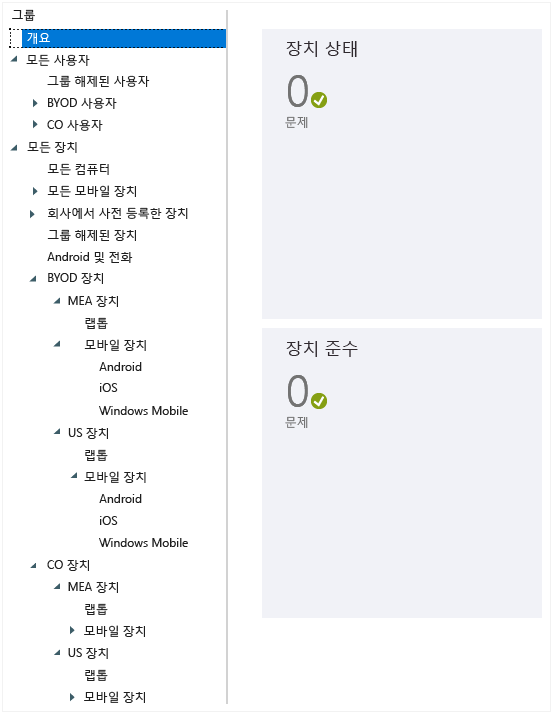 그룹
개요
모든 사용자
그룹 해제된 사용자
BYOD 사용자
CO 사용자
모든 장치
모든 컴퓨터
모든 모바일 장치
회사에서 사전 등록한 장치
그룹 해제된 장치
Android 및 전화
BYOD 장치
MEA 장치
랩톱
모바일 장치
Android
iOS
Windows Mobile
US 장치
랩톱
모바일 장치
Android
iOS
Windows Mobile
CO 장치
MEA 장치
랩톱
모바일 장치
US 장치
랩톱
모바일 장치
장치 상태
0
문제
장치 준수
0
문제